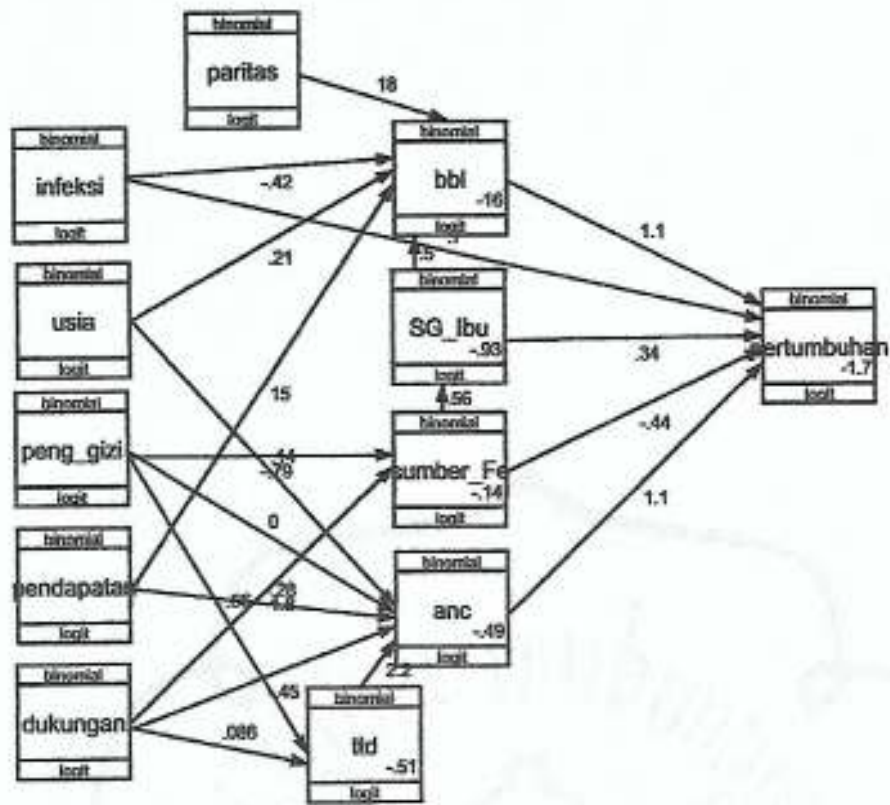 binomial
paritas
logit
18
binomial
infeksi
logit
-.42
binomial
bbl
-16
logit
1.1
.5
binomial
usia
logit
.21
binomial
SG_Ibu
-.93
logit
.34
binomial
pertumbuhan
-1.7
logit
15
.56
binomial
peng_gizi
logit
-.79
binomial
sumber_Fe
-.14
logit
-.44
0
1.1
binomial
pendapatan
logit
binomial
anc
-.49
logit
2.2
binomial
dukungan
logit
.45
.086
binomial
ttd
-.51
logit